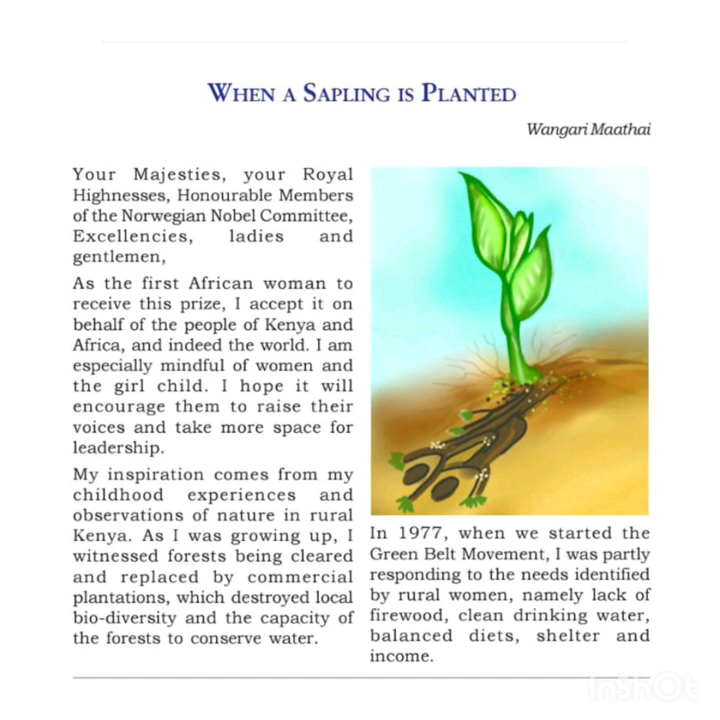 WHEN A SAPLING IS PLANTED
Wangari Maathai
Your Majesties, your Royal
Highnesses, Honourable Members
of the Norwegian Nobel Committee,
Excellencies, ladies and
gentlemen,
As the first African woman to
receive this prize, I accept it on
behalf of the people of Kenya and
Africa, and indeed the world. I am
especially mindful of women and
the girl child. I hope it will
encourage them to raise their
voices and take more space for
leadership.
My inspiration comes from my
childhood experiences and
observations of nature in rural
Kenya. As I was growing up, I
witnessed forests being cleared
and replaced by commercial
plantations, which destroyed local
bio-diversity and the capacity of
the forests to conserve water.
In 1977, when we started the
Green Belt Movement, I was partly
responding to the needs identified
by rural women, namely lack of
firewood, clean drinking water,
balanced diets, shelter and
income.
InShOt